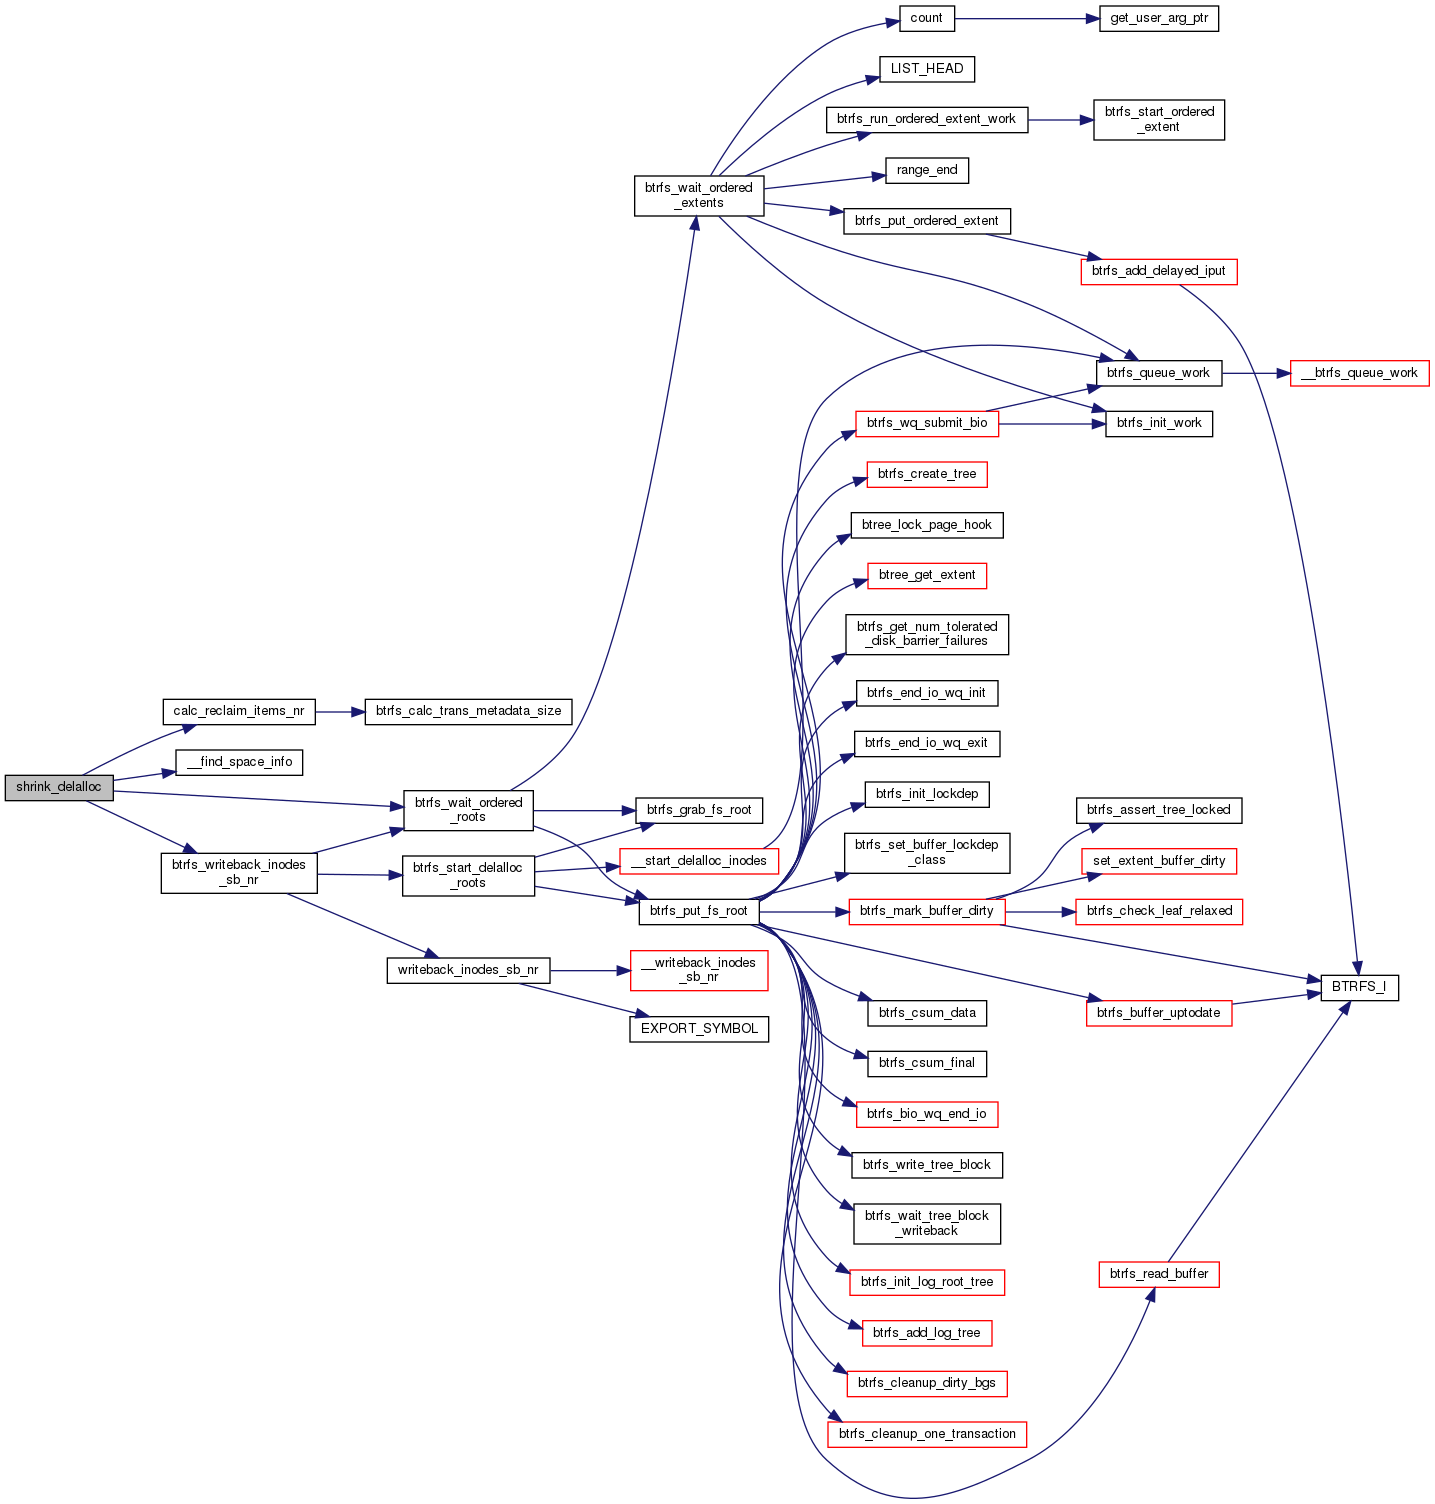 count
get_user_arg_ptr
LIST_HEAD
btrfs_run_ordered_extent_work
btrfs_start_ordered
_extent
range_end
btrfs_wait_ordered
_extents
btrfs_put_ordered_extent
btrfs_add_delayed_iput
btrfs_queue_work
__btrfs_queue_work
btrfs_wq_submit_bio
btrfs_init_work
btrfs_create_tree
btree_lock_page_hook
btree_get_extent
btrfs_get_num_tolerated
_disk_barrier_failures
btrfs_end_io_wq_init
calc_reclaim_items_nr
btrfs_calc_trans_metadata_size
btrfs_end_io_wq_exit
__find_space_info
shrink_delalloc
btrfs_init_lockdep
btrfs_wait_ordered
_roots
btrfs_grab_fs_root
btrfs_assert_tree_locked
btrfs_set_buffer_lockdep
_class
__start_delalloc_inodes
set_extent_buffer_dirty
btrfs_writeback_inodes
_sb_nr
btrfs_start_delalloc
_roots
btrfs_put_fs_root
btrfs_mark_buffer_dirty
btrfs_check_leaf_relaxed
writeback_inodes_sb_nr
__writeback_inodes
_sb_nr
BTRFS_I
btrfs_csum_data
btrfs_buffer_uptodate
EXPORT_SYMBOL
btrfs_csum_final
btrfs_bio_wq_end_io
btrfs_write_tree_block
btrfs_wait_tree_block
_writeback
btrfs_read_buffer
btrfs_init_log_root_tree
btrfs_add_log_tree
btrfs_cleanup_dirty_bgs
btrfs_cleanup_one_transaction